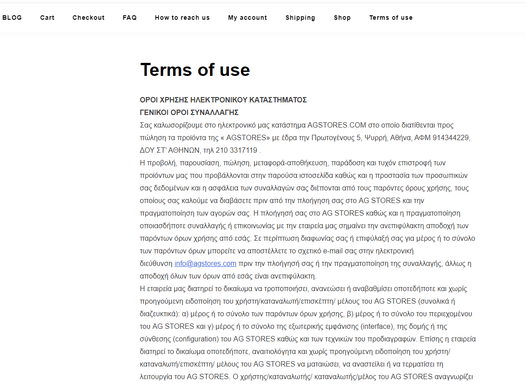 BLOG Cart Checkout FAQ How to reach us My account Shipping Shop Terms of use
Terms of use
ΟΡΟΙ ΧΡΗΣΗΣ ΗΛΕΚΤΡΟΝΙΚΟΥ ΚΑΤΑΣΤΗΜΑΤΟΣ
ΓΕΝΙΚΟΙ ΟΡΟΙ ΣΥΝΑΛΛΑΓΗΣ
Σας καλωσορίζουμε στο ηλεκτρονικό μας κατάστημα AGSTORES.COM στο οποίο διατίθενται προς
πώληση τα προϊόντα της « AGSTORES» με έδρα την Πρωτογένους 5, Ψυρρή, Αθήνα, ΑΦΜ 914344229,
ΔΟΥ ΣΤ' ΑΘΗΝΩΝ, τηλ 210 3317119 .
Η προβολή, παρουσίαση, πώληση, μεταφορά-αποθήκευση, παράδοση και τυχόν επιστροφή των
προϊόντων μας που προβάλλονται στην παρούσα ιστοσελίδα καθώς και η προστασία των προσωπικών
σας δεδομένων και η ασφάλεια των συναλλαγών σας διέπονται από τους παρόντες όρους χρήσης, τους
οποίους σας καλούμε να διαβάσετε πριν από την πλοήγηση σας στο AG STORES και την
πραγματοποίηση των αγορών σας. Η πλοήγησή σας στο AG STORES καθώς και η πραγματοποίηση
οποιασδήποτε συναλλαγής ή επικοινωνίας με την εταιρεία μας σημαίνει την ανεπιφύλακτη αποδοχή των
παρόντων όρων χρήσης από εσάς. Σε περίπτωση διαφωνίας σας ή επιφύλαξή σας για μέρος ή το σύνολο
των παρόντων όρων μπορείτε να αποστέλλετε το σχετικό e-mail σας στην ηλεκτρονική
διεύθυνση info@agstores.com πριν την πλοήγησή σας ή την πραγματοποίηση της συναλλαγής, άλλως η
αποδοχή όλων των όρων από εσάς είναι ανεπιφύλακτη.
Η εταιρεία μας διατηρεί το δικαίωμα να τροποποιήσει, ανανεώσει ή αναβαθμίσει οποτεδήποτε και χωρίς
προηγούμενη ειδοποίηση του χρήστη/καταναλωτή/επισκέπτη/ μέλους του AG STORES (συνολικά ή
διαζευκτικά): α) μέρος ή το σύνολο των παρόντων όρων χρήσης, β) μέρος ή το σύνολο του περιεχομένου
του AG STORES και γ) μέρος ή το σύνολο της εξωτερικής εμφάνισης (interface), της δομής ή της
σύνθεσης (configuration) του AG STORES καθώς και των τεχνικών του προδιαγραφών. Επίσης η εταιρεία
διατηρεί το δικαίωμα οποτεδήποτε, αναιτιολόγητα και χωρίς προηγούμενη ειδοποίηση του χρήστη/
καταναλωτή/επισκέπτη/ μέλους του AG STORES να ματαιώσει, να αναστείλει ή να τερματίσει τη
λειτουργία του AG STORES. Ο χρήστης/καταναλωτής/ καταναλωτής/μέλος του AG STORES αναγνωρίζει